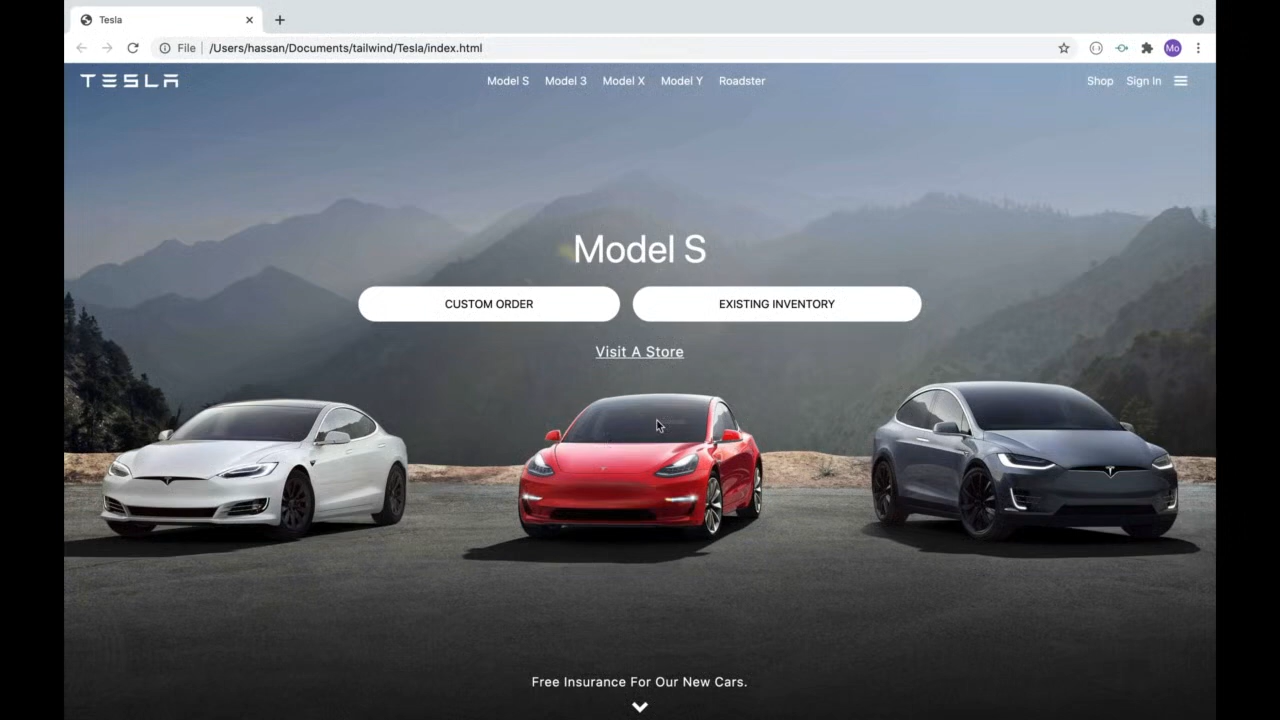 Tesla
File /Users/hassan/Documents/tailwind/Tesla/index.html Mo
TESLA Model S Model 3 Model X Model Y Roadster Shop Sign In
Model S
CUSTOM ORDER EXISTING INVENTORY
Visit A Store
Free Insurance For Our New Cars.